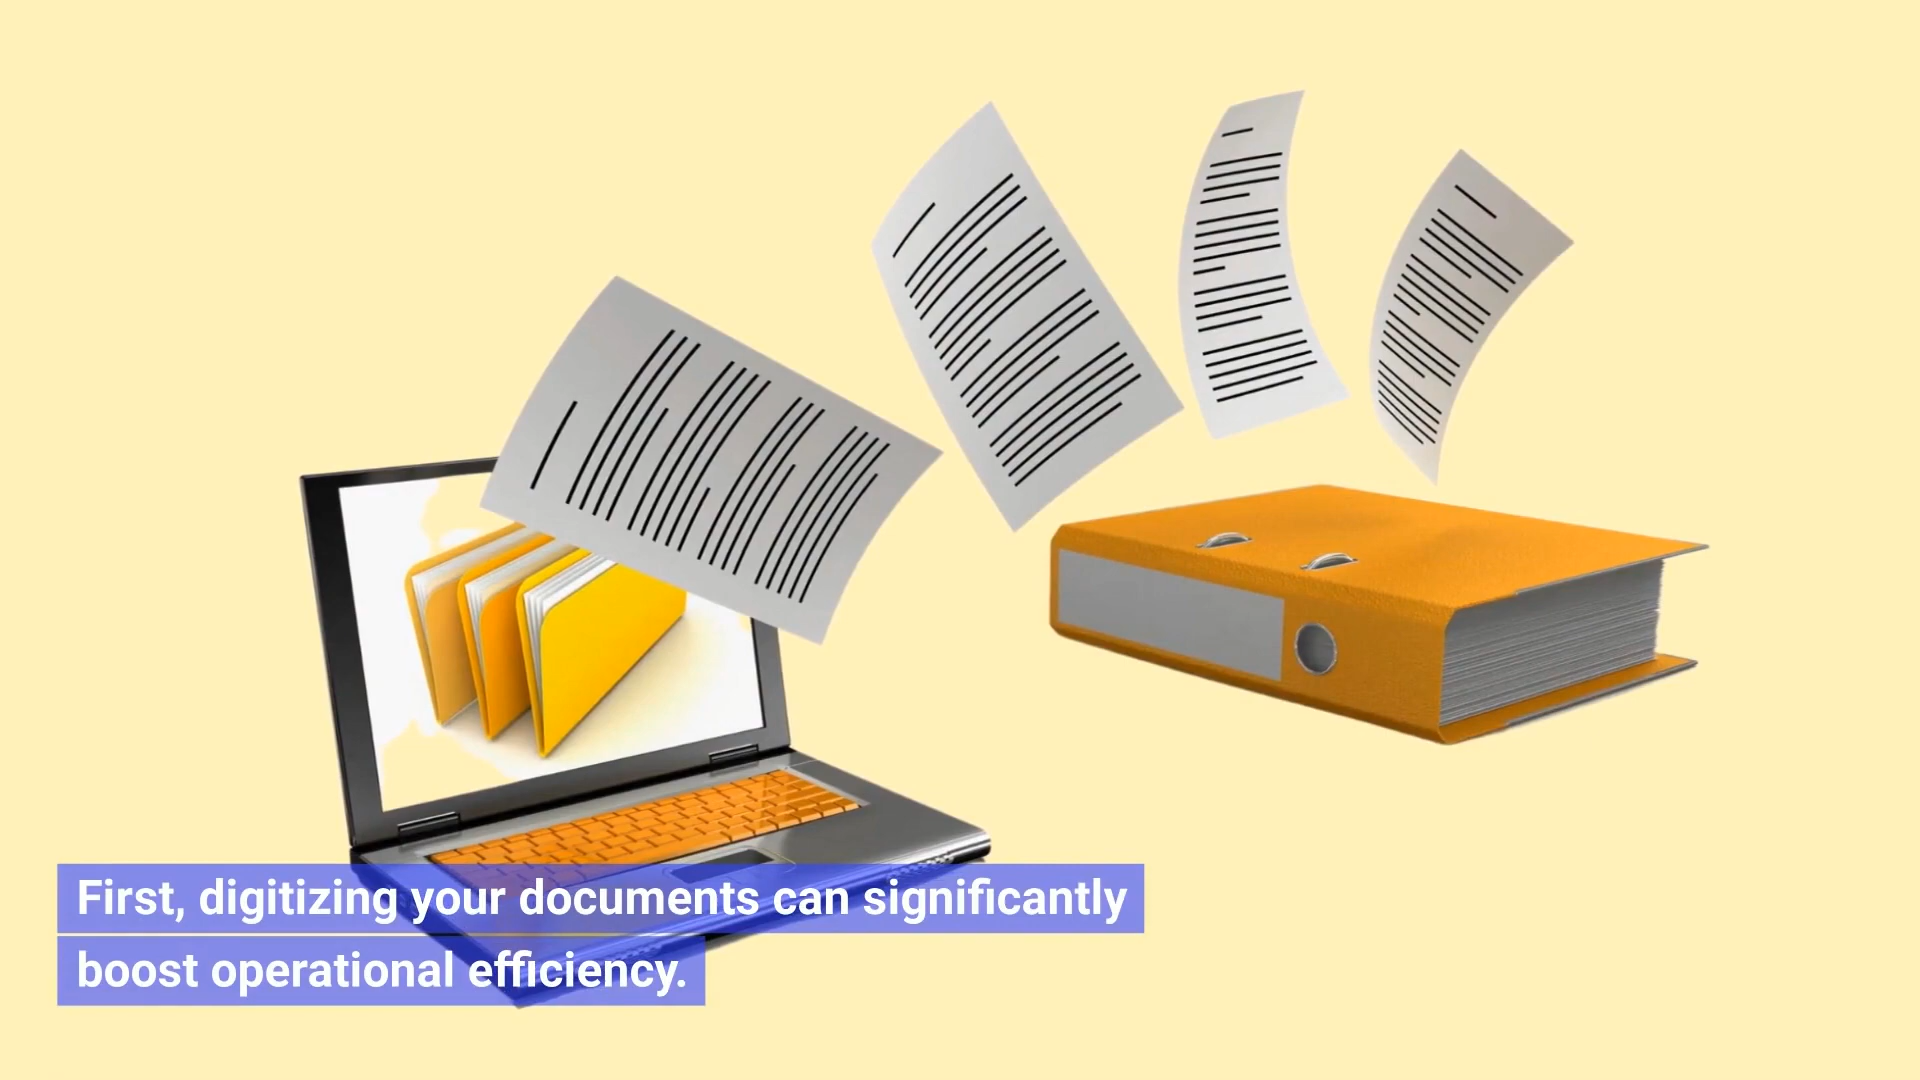 First, digitizing your documents can significantly
boost operational efficiency.